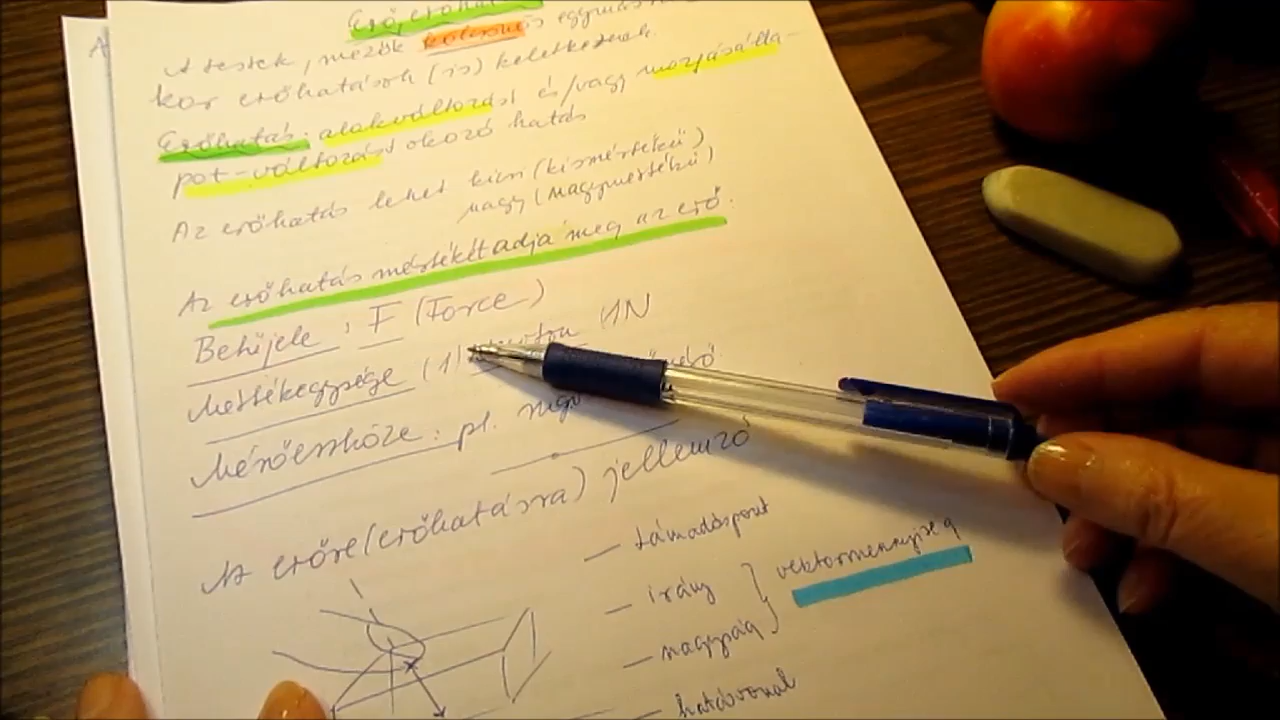 A testek, mezők kölcsönös
kor erőhatások (is) keletkeznek.
Erőhatás: alakváltozást és/vagy mozgásálla-
pot-változást okozó hatás
Az erőhatás lehet kicsi (kismértékű)
nagy (nagymértékű)
Az erőhatás mértékét adja meg az erő.
Betűjele: F (Force)
Mértékegysége (1) newton (1N
Mérőeszköze: pl.
Az erőre (erőhatásra) jellemző
— támadáspont
— irány
— nagyság
vektormennyiség
— hatásvonal